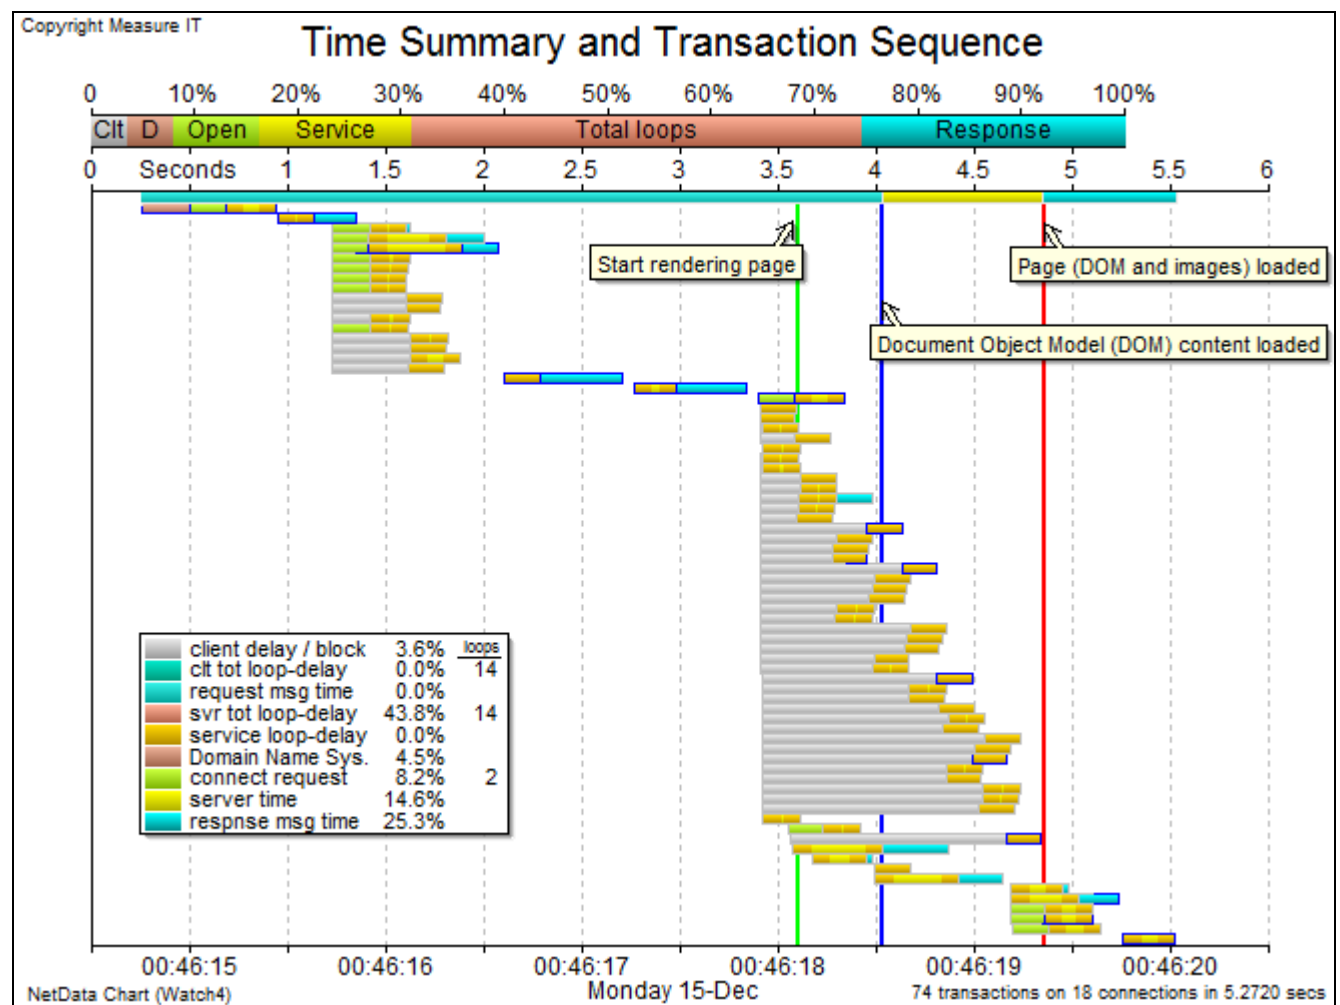 Copyright Measure IT
Time Summary and Transaction Sequence
0 10% 20% 30% 40% 50% 60% 70% 80% 90% 100%
Clt D Open Service Total loops Response
0 Seconds 1 1.5 2 2.5 3 3.5 4 4.5 5 5.5 6
Start rendering page
Page (DOM and images) loaded
Document Object Model (DOM) content loaded
loops
client delay / block 3.6%
clt tot loop-delay 0.0% 14
request msg time 0.0%
svr tot loop-delay 43.8% 14
service loop-delay 0.0%
Domain Name Sys. 4.5%
connect request 8.2% 2
server time 14.6%
respnse msg time 25.3%
00:46:15 00:46:16 00:46:17 00:46:18 00:46:19 00:46:20
NetData Chart (Watch4) Monday 15-Dec 74 transactions on 18 connections in 5.2720 secs